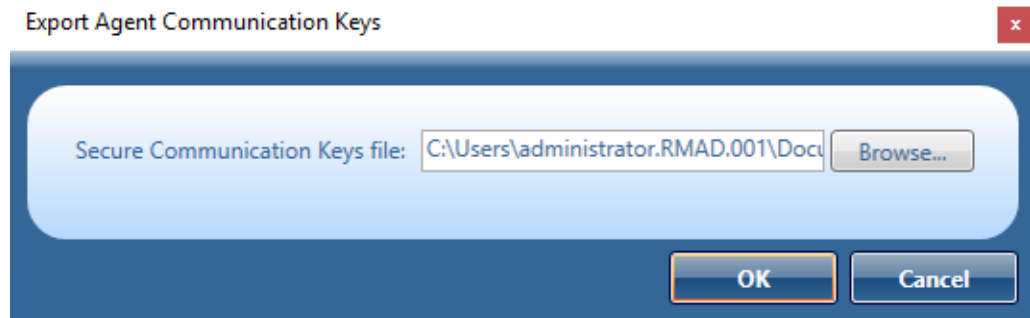 Export Agent Communication Keys
x
Secure Communication Keys file: C:\Users\administrator.RMAD.001\Docu Browse...
OK Cancel